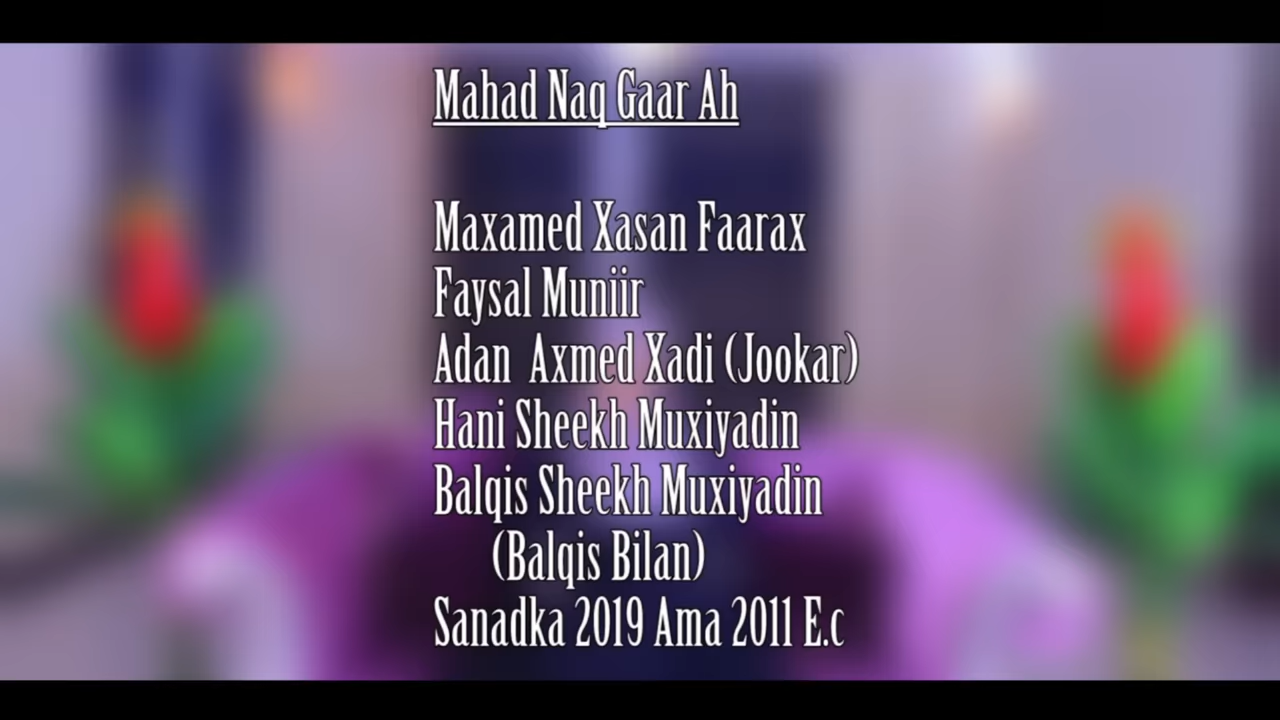 Mahad Naq Gaar Ah
Maxamed Xasan Faarax
Faysal Muniir
Adan Axmed Xadi (Jookar)
Hani Sheekh Muxiyadin
Balqis Sheekh Muxiyadin
(Balqis Bilan)
Sanadka 2019 Ama 2011 E.c